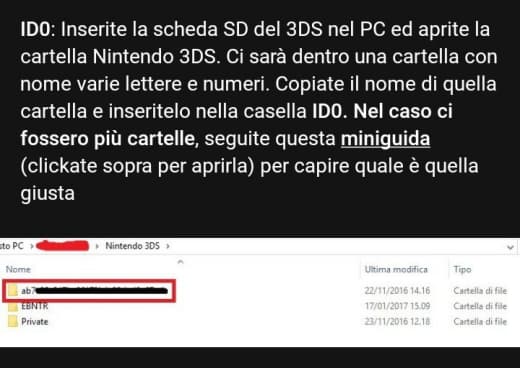 ID0: Inserite la scheda SD del 3DS nel PC ed aprite la
cartella Nintendo 3DS. Ci sarà dentro una cartella con
nome varie lettere e numeri. Copiate il nome di quella
cartella e inseritelo nella casella ID0. Nel caso ci
fossero più cartelle, seguite questa miniguida
(clickate sopra per aprirla) per capire quale è quella
giusta
sto PC › › Nintendo 3DS ›
Nome Ultima modifica Tipo
ab7 22/11/2016 14.16 Cartella di file
EBNTR 17/01/2017 15.09 Cartella di file
Private 23/11/2016 12.18 Cartella di file